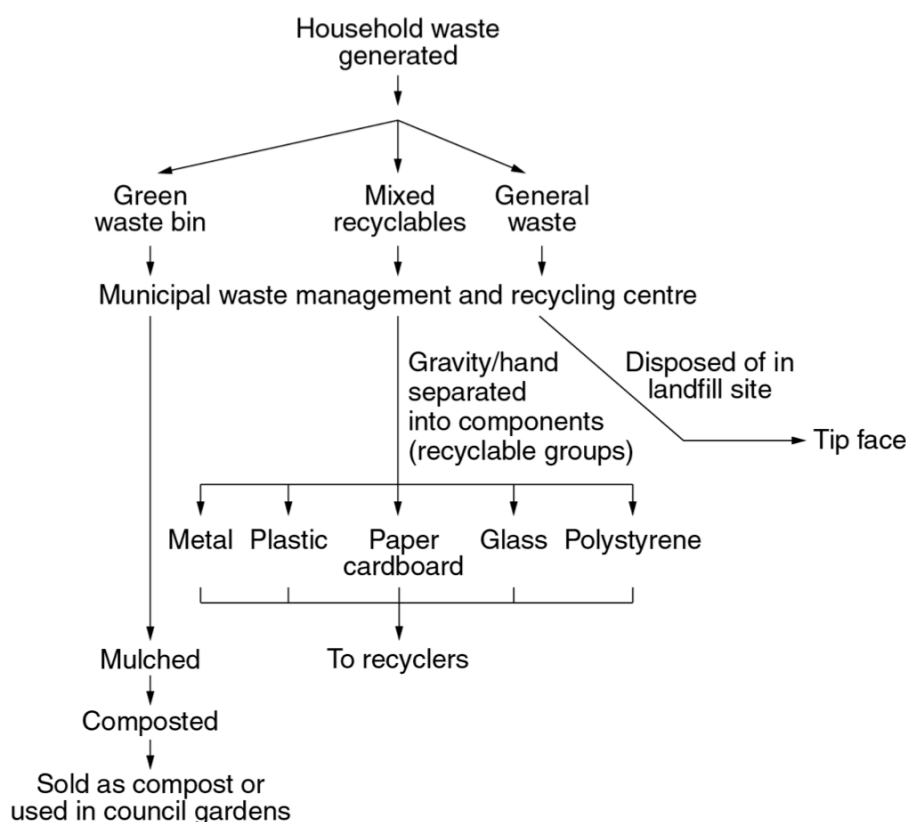 Household waste
generated
Green
waste bin
Mixed
recyclables
General
waste
Municipal waste management and recycling centre
Gravity/hand
separated
into components
(recyclable groups)
Disposed of in
landfill site
Tip face
Metal
Plastic
Paper
cardboard
Glass
Polystyrene
To recyclers
Mulched
Composted
Sold as compost or
used in council gardens